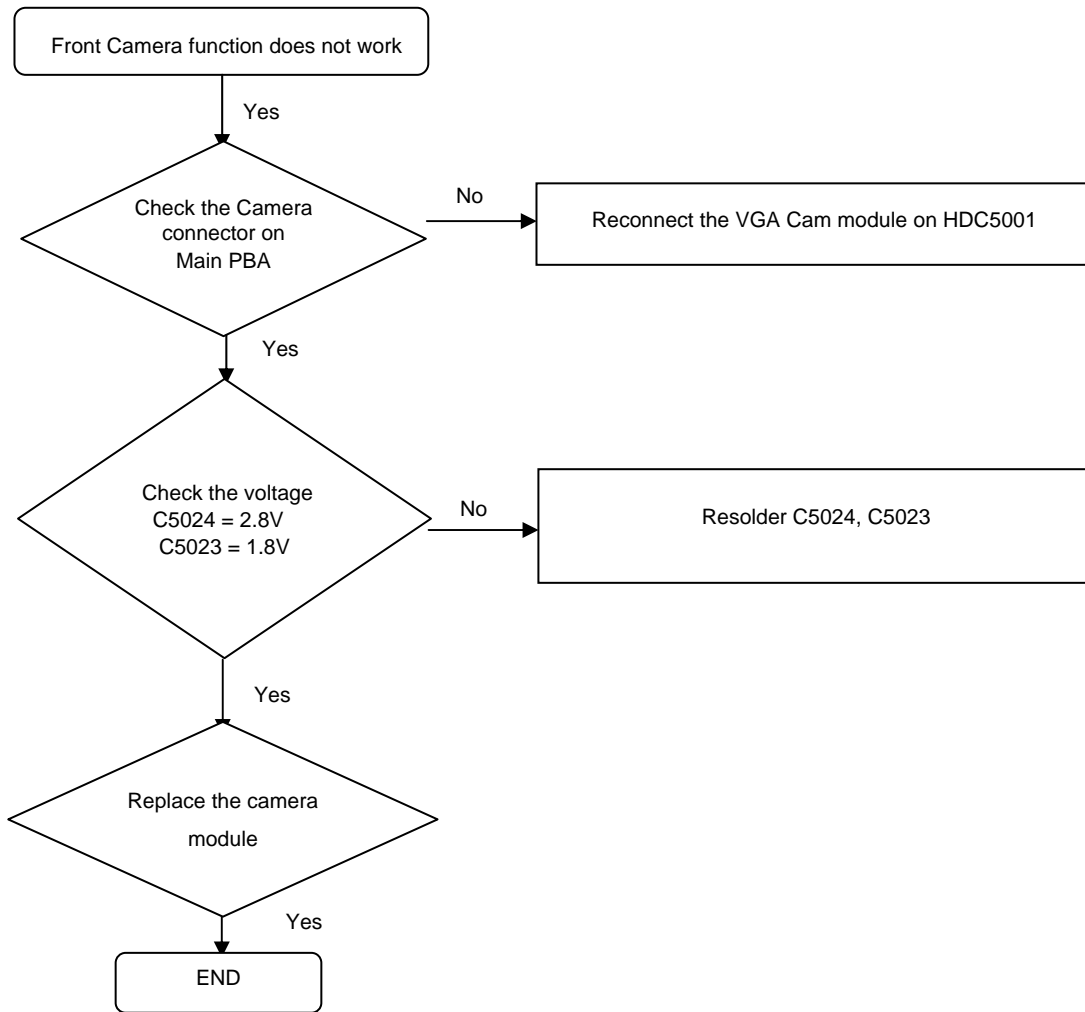 Front Camera function does not work
Yes
Check the Camera
connector on
Main PBA
No
Reconnect the VGA Cam module on HDC5001
Yes
Check the voltage
C5024 = 2.8V
C5023 = 1.8V
No
Resolder C5024, C5023
Yes
Replace the camera
module
Yes
END